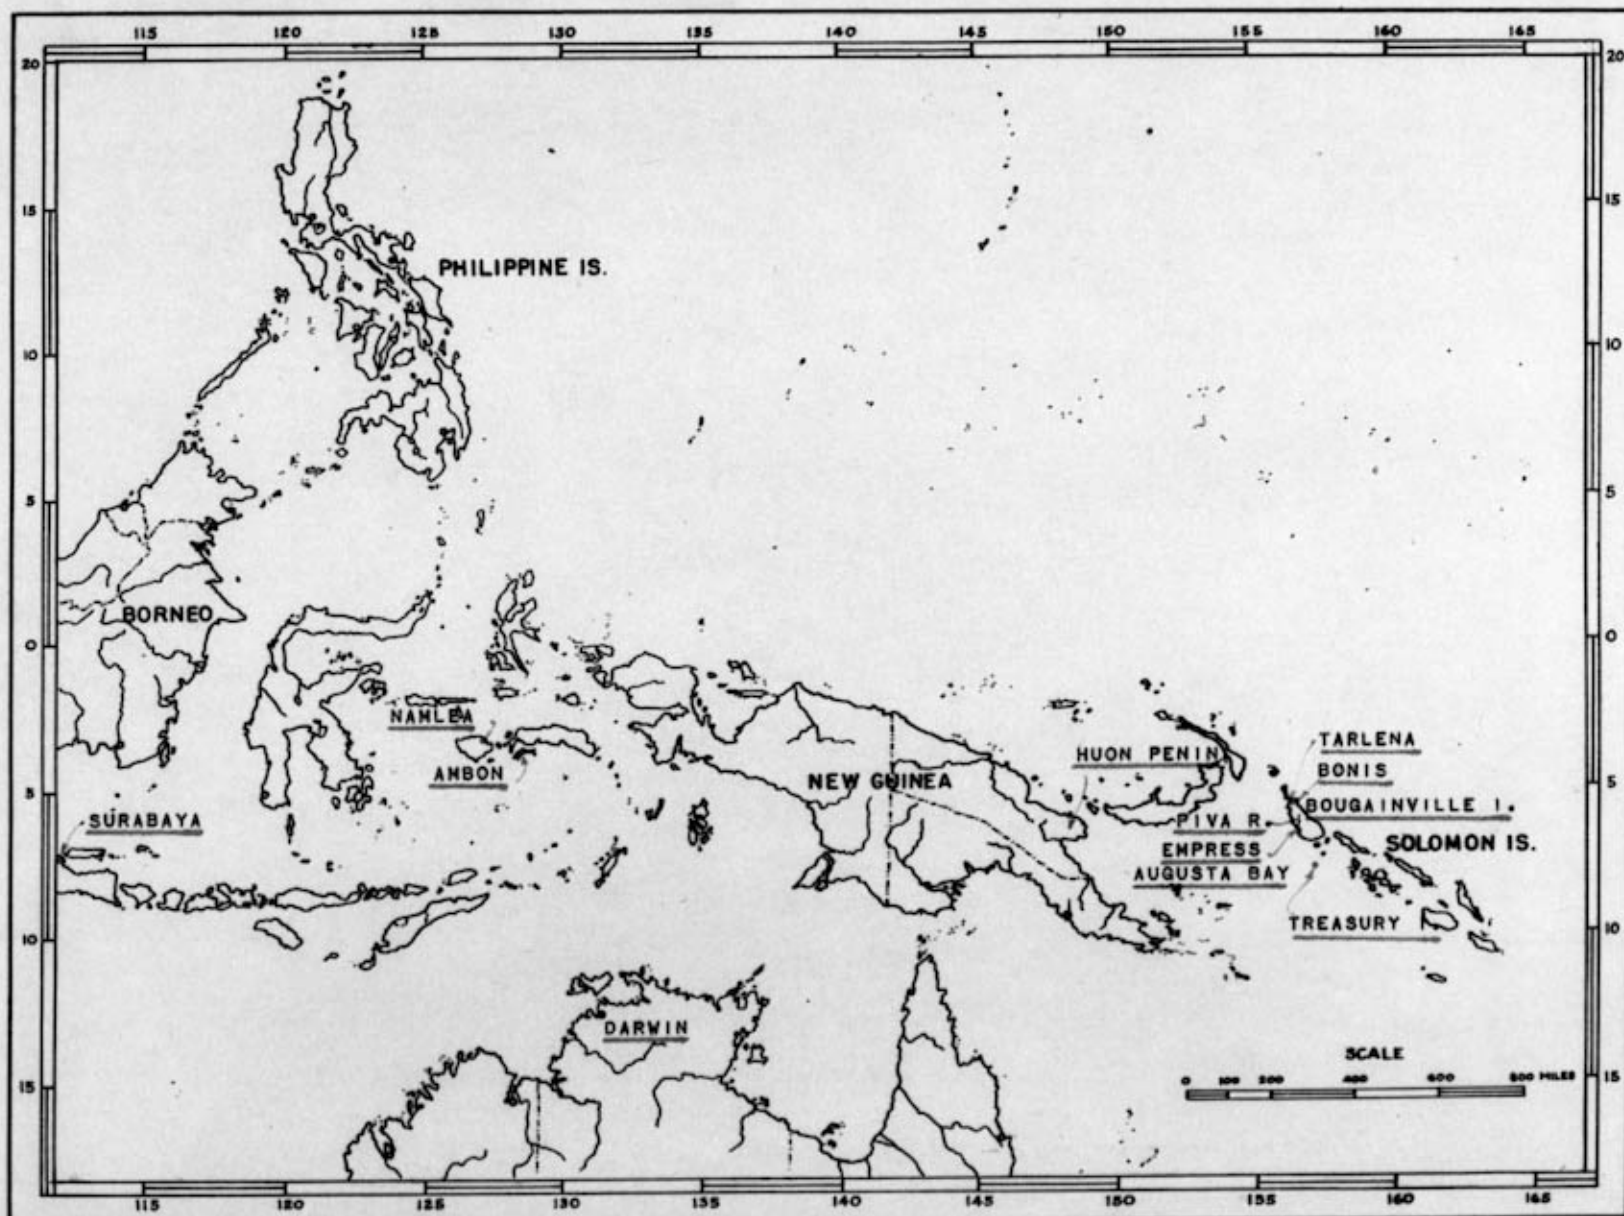 115 120 125 130 135 140 145 150 155 160 165
20 20
PHILIPPINE IS.
15 15
10 10
5 5
BORNEO
0 0
NAMLEA
AMBON
NEW GUINEA
HUON PENIN
TARLENA
BONIS
BOUGAINVILLE I.
5 5
SURABAYA
PIVA R.
EMPRESS
AUGUSTA BAY
SOLOMON IS.
TREASURY
10 10
DARWIN
SCALE
0 100 200 400 600 800 MILES
15 15
115 120 125 130 135 140 145 150 155 160 165